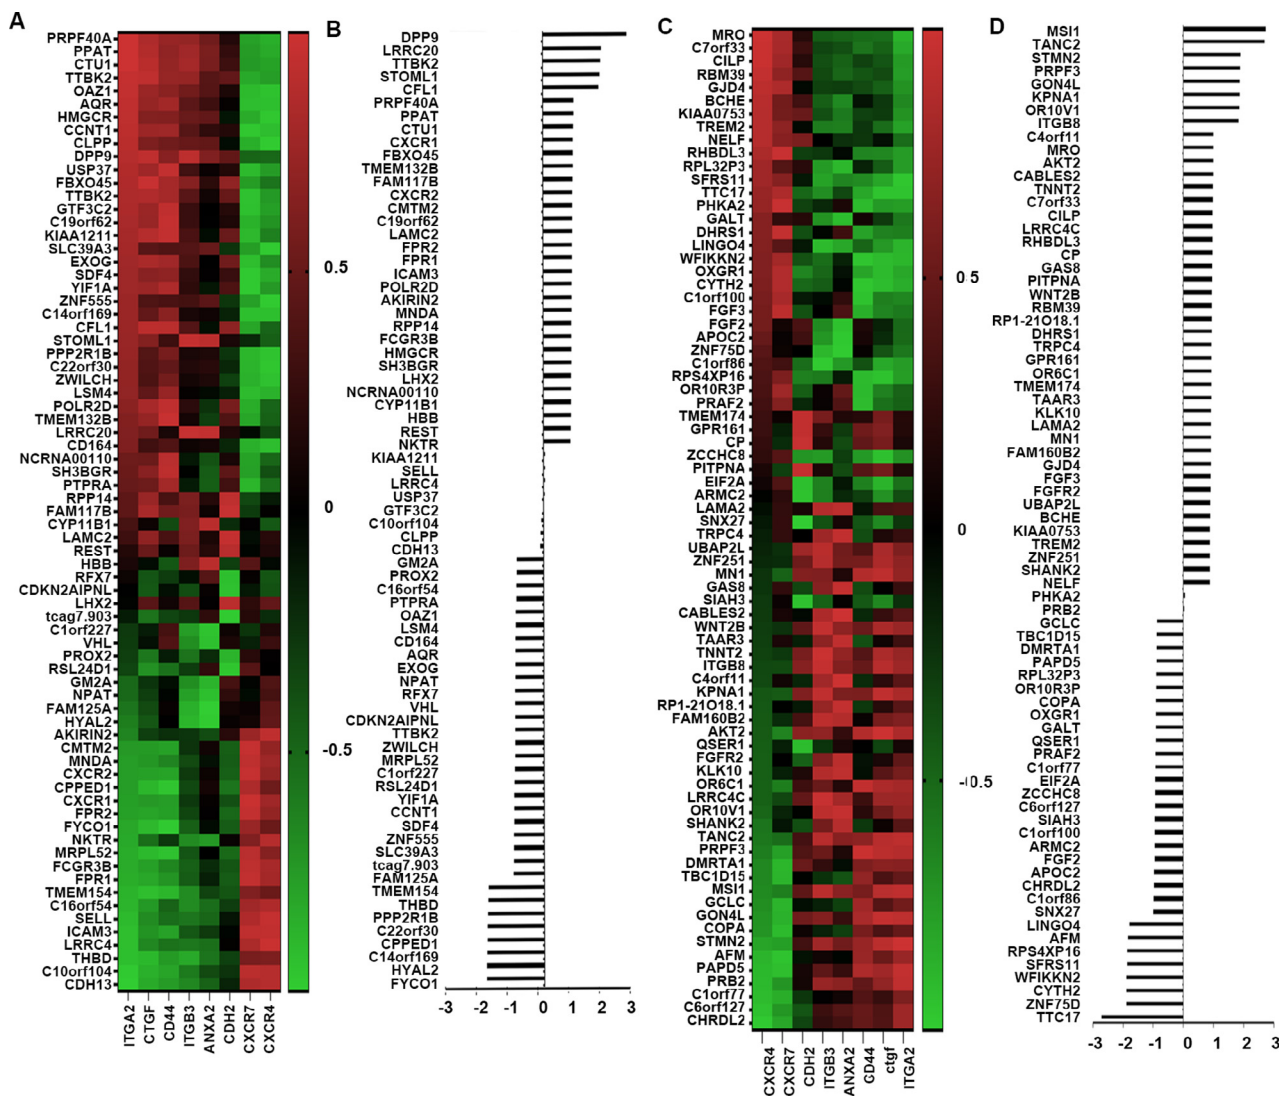 A
PRPF40A
PPAT
CTU1
TTBK2
OAZ1
AQR
HMGCR
CCNT1
CLPP
DPP9
USP37
FBXO45
TTBK2
GTF3C2
C19orf62
KIAA1211
SLC39A3
EXOG
SDF4
YIF1A
ZNF555
C14orf169
CFL1
STOML1
PPP2R1B
C22orf30
ZWILCH
LSM4
POLR2D
TMEM132B
LRRC20
CD164
NCRNA00110
SH3BGR
PTPRA
RPP14
FAM117B
CYP11B1
LAMC2
REST
HBB
RFX7
CDKN2AIPNL
LHX2
tcag7.903
C1orf227
VHL
PROX2
RSL24D1
GM2A
NPAT
FAM125A
HYAL2
AKIRIN2
CMTM2
MNDA
CXCR2
CPPED1
CXCR1
FPR2
FYCO1
NKTR
MRPL52
FCGR3B
FPR1
TMEM154
C16orf54
SELL
ICAM3
LRRC4
THBD
C10orf104
CDH13
ITGA2
CTGF
CD44
ITGB3
ANXA2
CDH2
CXCR7
CXCR4
0.5
0
-0.5
B
DPP9
LRRC20
TTBK2
STOML1
CFL1
PRPF40A
PPAT
CTU1
CXCR1
FBXO45
TMEM132B
FAM117B
CXCR2
CMTM2
C19orf62
LAMC2
FPR2
FPR1
ICAM3
POLR2D
AKIRIN2
MNDA
RPP14
FCGR3B
HMGCR
SH3BGR
LHX2
NCRNA00110
CYP11B1
HBB
REST
NKTR
KIAA1211
SELL
LRRC4
USP37
GTF3C2
C10orf104
CLPP
CDH13
GM2A
PROX2
C16orf54
PTPRA
OAZ1
LSM4
CD164
AQR
EXOG
NPAT
RFX7
VHL
CDKN2AIPNL
TTBK2
ZWILCH
MRPL52
C1orf227
RSL24D1
YIF1A
CCNT1
SDF4
ZNF555
SLC39A3
tcag7.903
FAM125A
TMEM154
THBD
PPP2R1B
C22orf30
CPPED1
C14orf169
HYAL2
FYCO1
-3 -2 -1 0 1 2 3
C
MRO
C7orf33
CILP
RBM39
GJD4
BCHE
KIAA0753
TREM2
NELF
RHBDL3
RPL32P3
SFRS11
TTC17
PHKA2
GALT
DHRS1
LINGO4
WFIKKN2
OXGR1
CYTH2
C1orf100
FGF3
FGF2
APOC2
ZNF75D
C1orf86
RPS4XP16
OR10R3P
PRAF2
TMEM174
GPR161
CP
ZCCHC8
PITPNA
EIF2A
ARMC2
LAMA2
SNX27
TRPC4
UBAP2L
ZNF251
MN1
GAS8
SIAH3
CABLES2
WNT2B
TAAR3
TNNT2
ITGB8
C4orf11
KPNA1
RP1-21O18.1
FAM160B2
AKT2
QSER1
FGFR2
KLK10
OR6C1
LRRC4C
OR10V1
SHANK2
TANC2
PRPF3
DMRTA1
TBC1D15
MSI1
GCLC
GON4L
COPA
STMN2
AFM
PAPD5
PRB2
C1orf77
C6orf127
CHRDL2
CXCR4
CXCR7
CDH2
ITGB3
ANXA2
GD44
ctgf
ITGA2
0.5
0
-0.5
D
MSI1
TANC2
STMN2
PRPF3
GON4L
KPNA1
OR10V1
ITGB8
C4orf11
MRO
AKT2
CABLES2
TNNT2
C7orf33
CILP
LRRC4C
RHBDL3
CP
GAS8
PITPNA
WNT2B
RBM39
RP1-21O18.1
DHRS1
TRPC4
GPR161
OR6C1
TMEM174
TAAR3
KLK10
LAMA2
MN1
FAM160B2
GJD4
FGF3
FGFR2
UBAP2L
BCHE
KIAA0753
TREM2
ZNF251
SHANK2
NELF
PHKA2
PRB2
GCLC
TBC1D15
DMRTA1
PAPD5
RPL32P3
OR10R3P
COPA
OXGR1
GALT
QSER1
PRAF2
C1orf77
EIF2A
ZCCHC8
C6orf127
SIAH3
C1orf100
ARMC2
FGF2
APOC2
CHRDL2
C1orf86
SNX27
LINGO4
AFM
RPS4XP16
SFRS11
WFIKKN2
CYTH2
ZNF75D
TTC17
-3 -2 -1 0 1 2 3